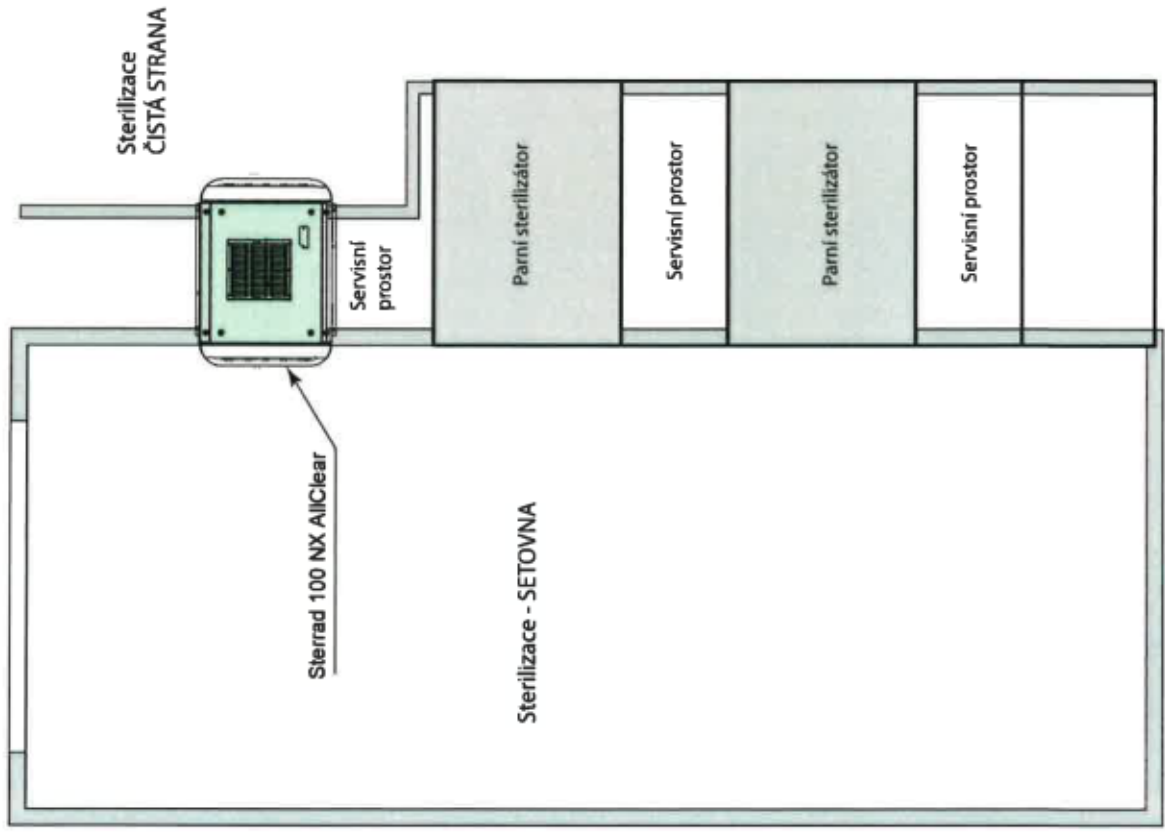 Sterilizace
ČISTÁ STRANA
Servisní
prostor
Parní sterilizátor
Servisní prostor
Parní sterilizátor
Servisní prostor
Sterrad 100 NX AllClear
Sterilizace - SETOVNA